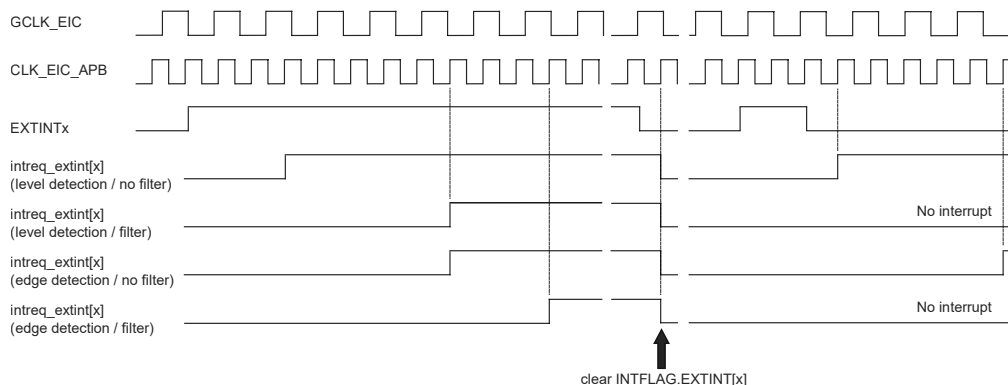 GCLK_EIC
CLK_EIC_APB
EXTINTx
intreq_extint[x]
(level detection / no filter)
intreq_extint[x]
(level detection / filter)
No interrupt
intreq_extint[x]
(edge detection / no filter)
intreq_extint[x]
(edge detection / filter)
No interrupt
clear INTFLAG.EXTINT[x]